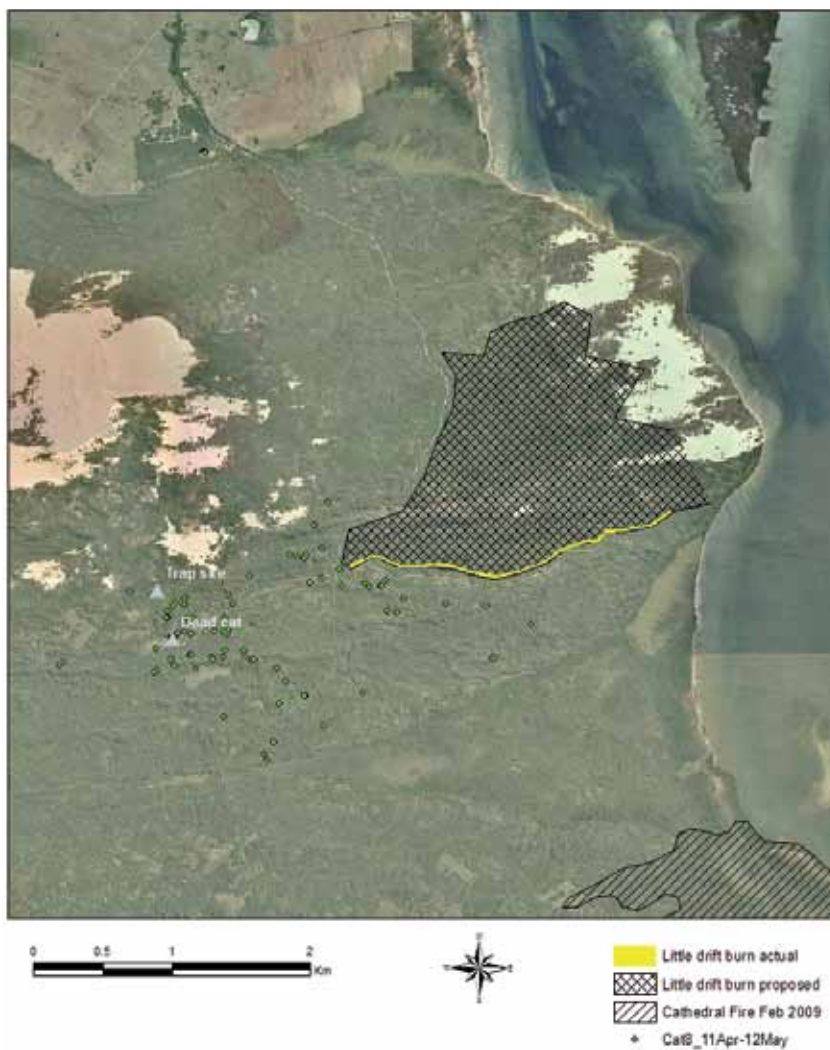 Trap site
Dead cat
0 0.5 1 2
Km
N
W E
S
Little drift burn actual
Little drift burn proposed
Cathedral Fire Feb 2009
Cat8_11Apr-12May